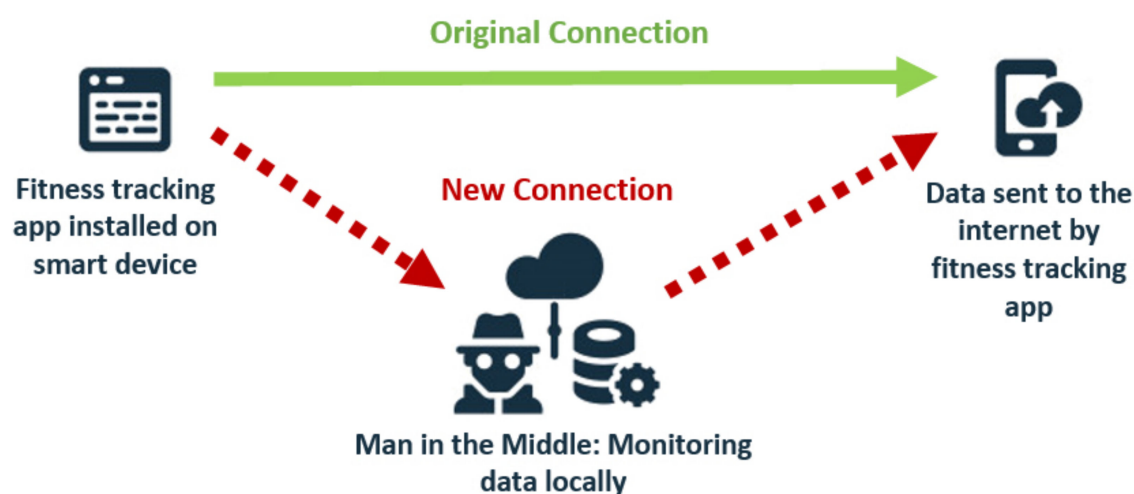 Original Connection
Fitness tracking
app installed on
smart device
New Connection
Data sent to the
internet by
fitness tracking
app
Man in the Middle: Monitoring
data locally